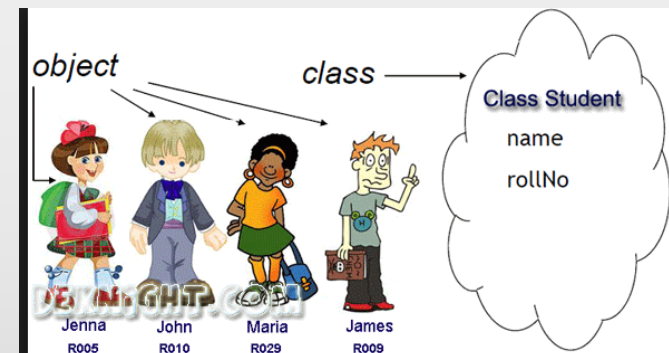 object
class
Class Student
name
rollNo
Jenna John Maria James
R005 R010 R029 R009